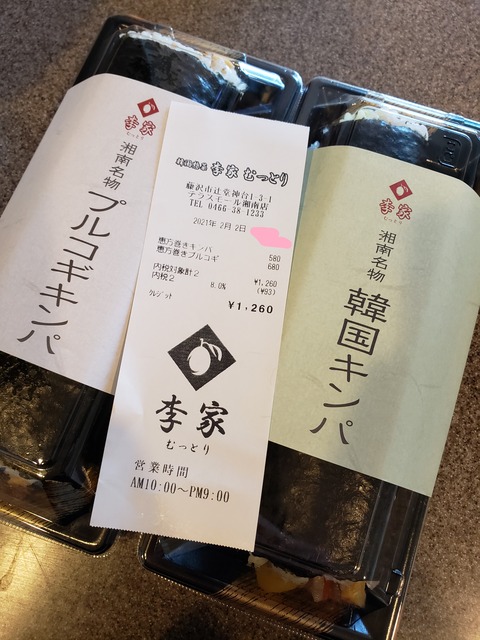 李家
むっとり
湘南名物
プルコギキンパ
韓国惣菜 李家 むっとり
藤沢市辻堂神台1-3-1
テラスモール湘南店
TEL 0466-38-1233
2021年 2月 2日
恵方巻きキンパ 580
恵方巻きプルコギ 680
内税対象計2 ¥1,260
内税2 8.0% (¥93)
クレジット ¥1,260
李家
むっとり
営業時間
AM10:00～PM9:00
李家
むっとり
湘南名物
韓国キンパ